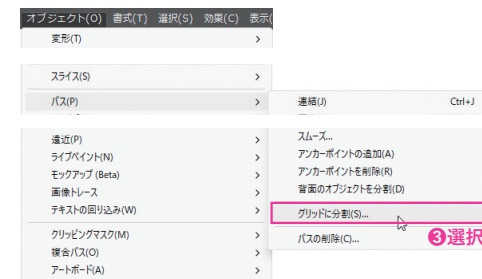 オブジェクト(O) 書式(T) 選択(S) 効果(C) 表示(
変形(T)
スライス(S)
パス(P)
連結(J) Ctrl+J
遠近(P)
スムーズ...
ライブペイント(N)
アンカーポイントの追加(A)
モックアップ (Beta)
アンカーポイントを削除(R)
画像トレース
背面のオブジェクトを分割(D)
テキストの回り込み(W)
グリッドに分割(S)...
クリッピングマスク(M)
パスの削除(C)...
❸選択
複合パス(O)
アートボード(A)